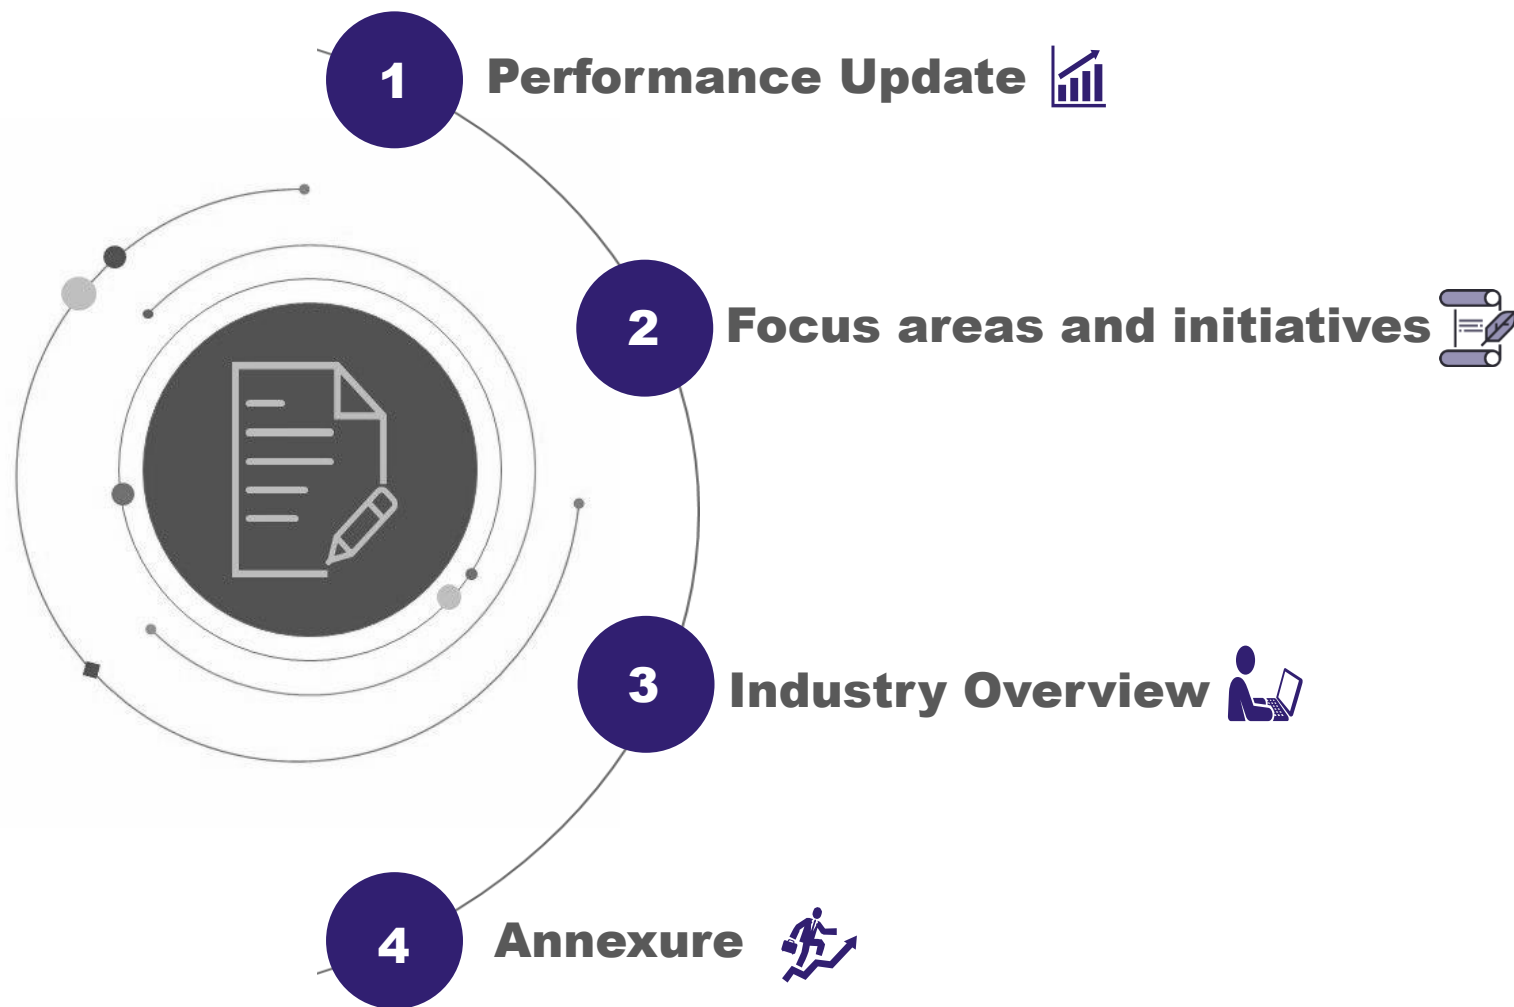 1 Performance Update
2 Focus areas and initiatives
3 Industry Overview
4 Annexure